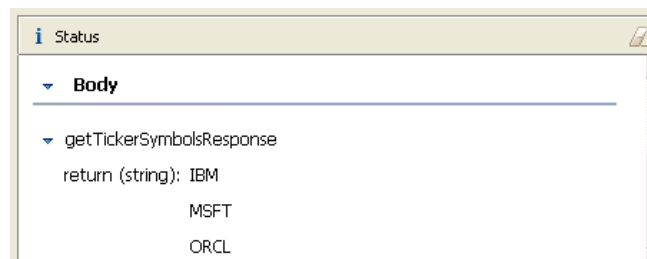 Status
Body
getTickerSymbolsResponse
return (string): IBM
MSFT
ORCL